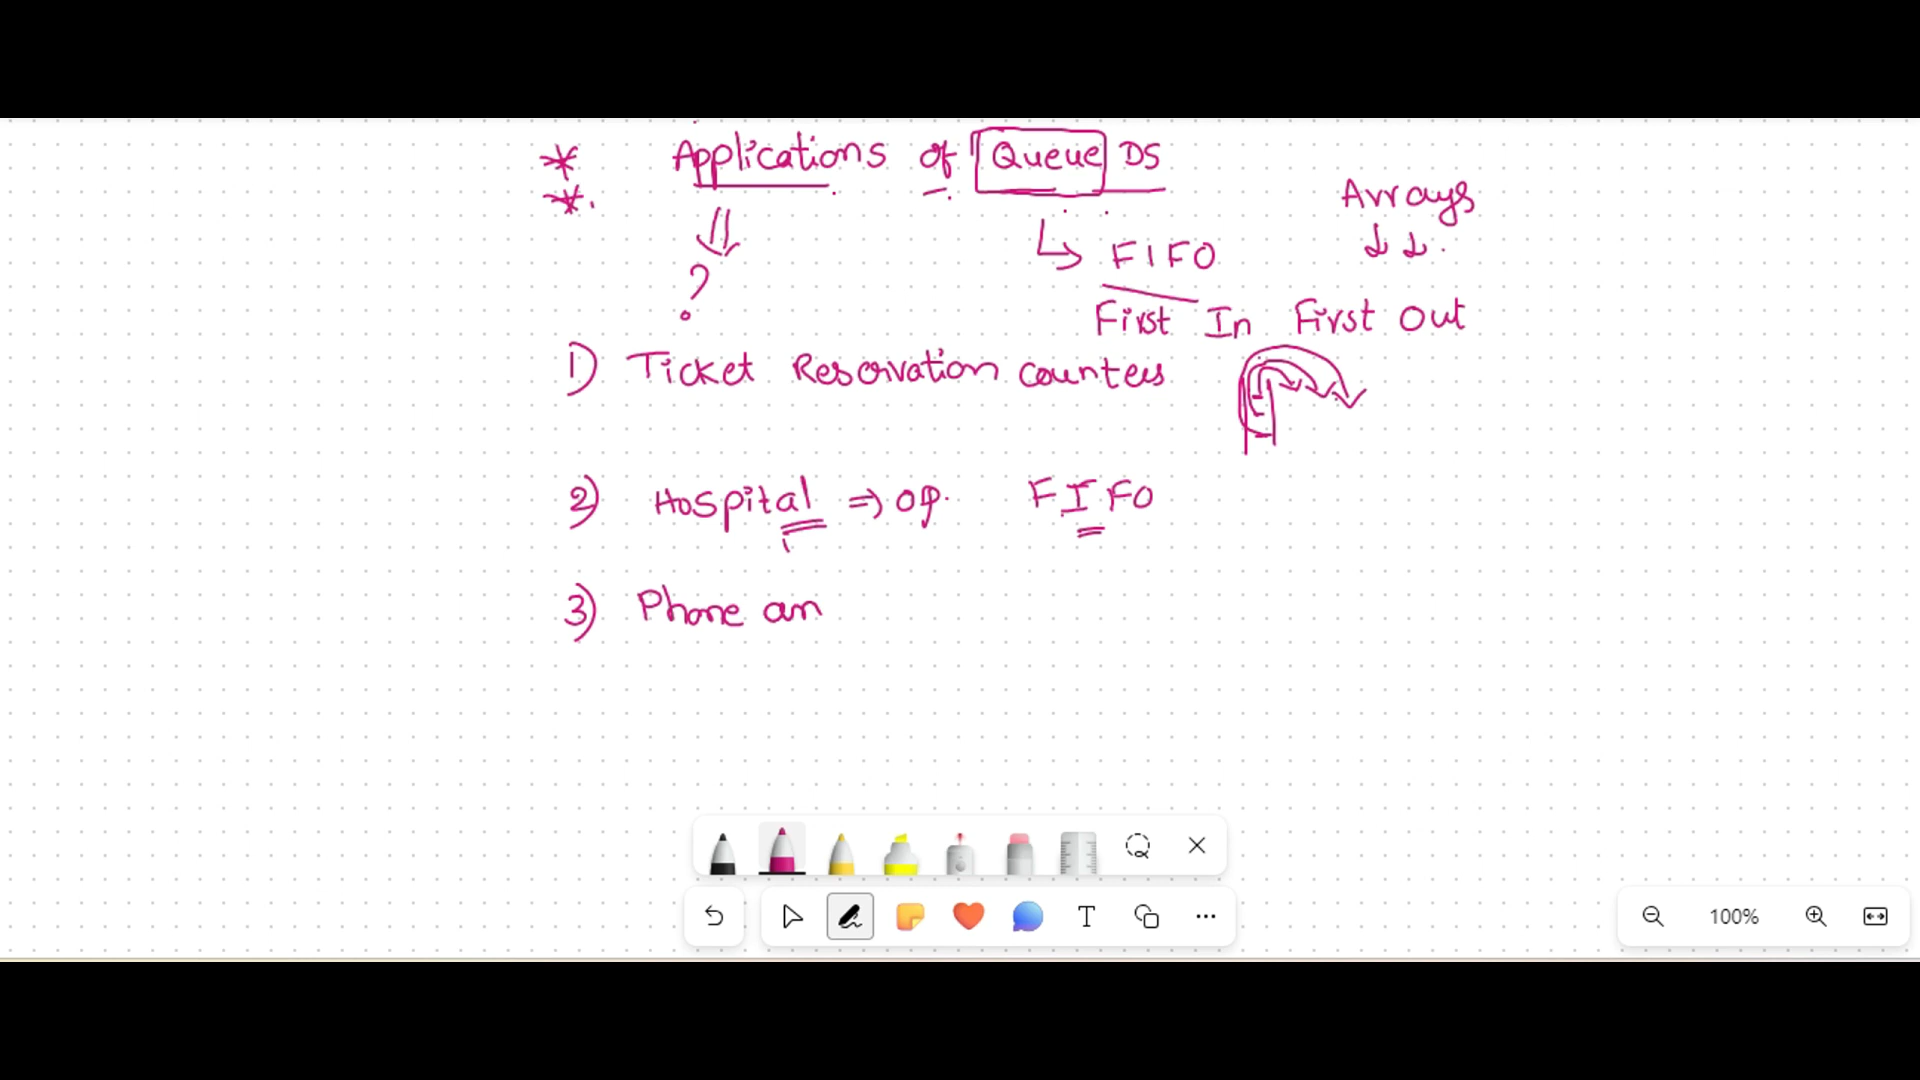 * Applications of Queue DS
*.
Arrays
↓ ↓.
⇓
?
↳ FIFO
First In First Out
1) Ticket Reservation counters
2) Hospital ⇒ op. FIFO
3) Phone an
T
100%